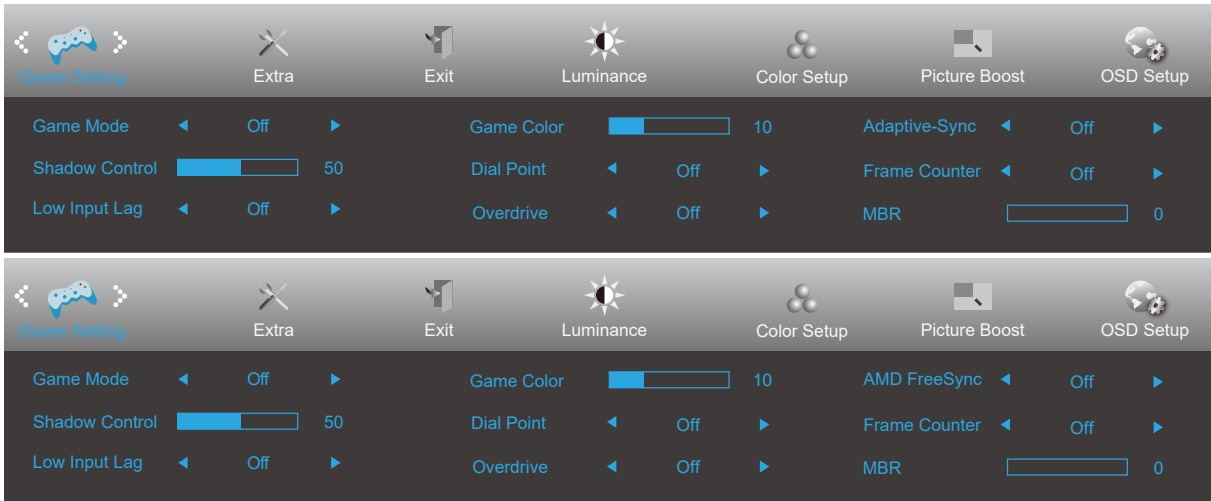 Game Setting Extra Exit Luminance Color Setup Picture Boost OSD Setup
Game Mode Off Game Color 10 Adaptive-Sync Off
Shadow Control 50 Dial Point Off Frame Counter Off
Low Input Lag Off Overdrive Off MBR 0
Game Setting Extra Exit Luminance Color Setup Picture Boost OSD Setup
Game Mode Off Game Color 10 AMD FreeSync Off
Shadow Control 50 Dial Point Off Frame Counter Off
Low Input Lag Off Overdrive Off MBR 0